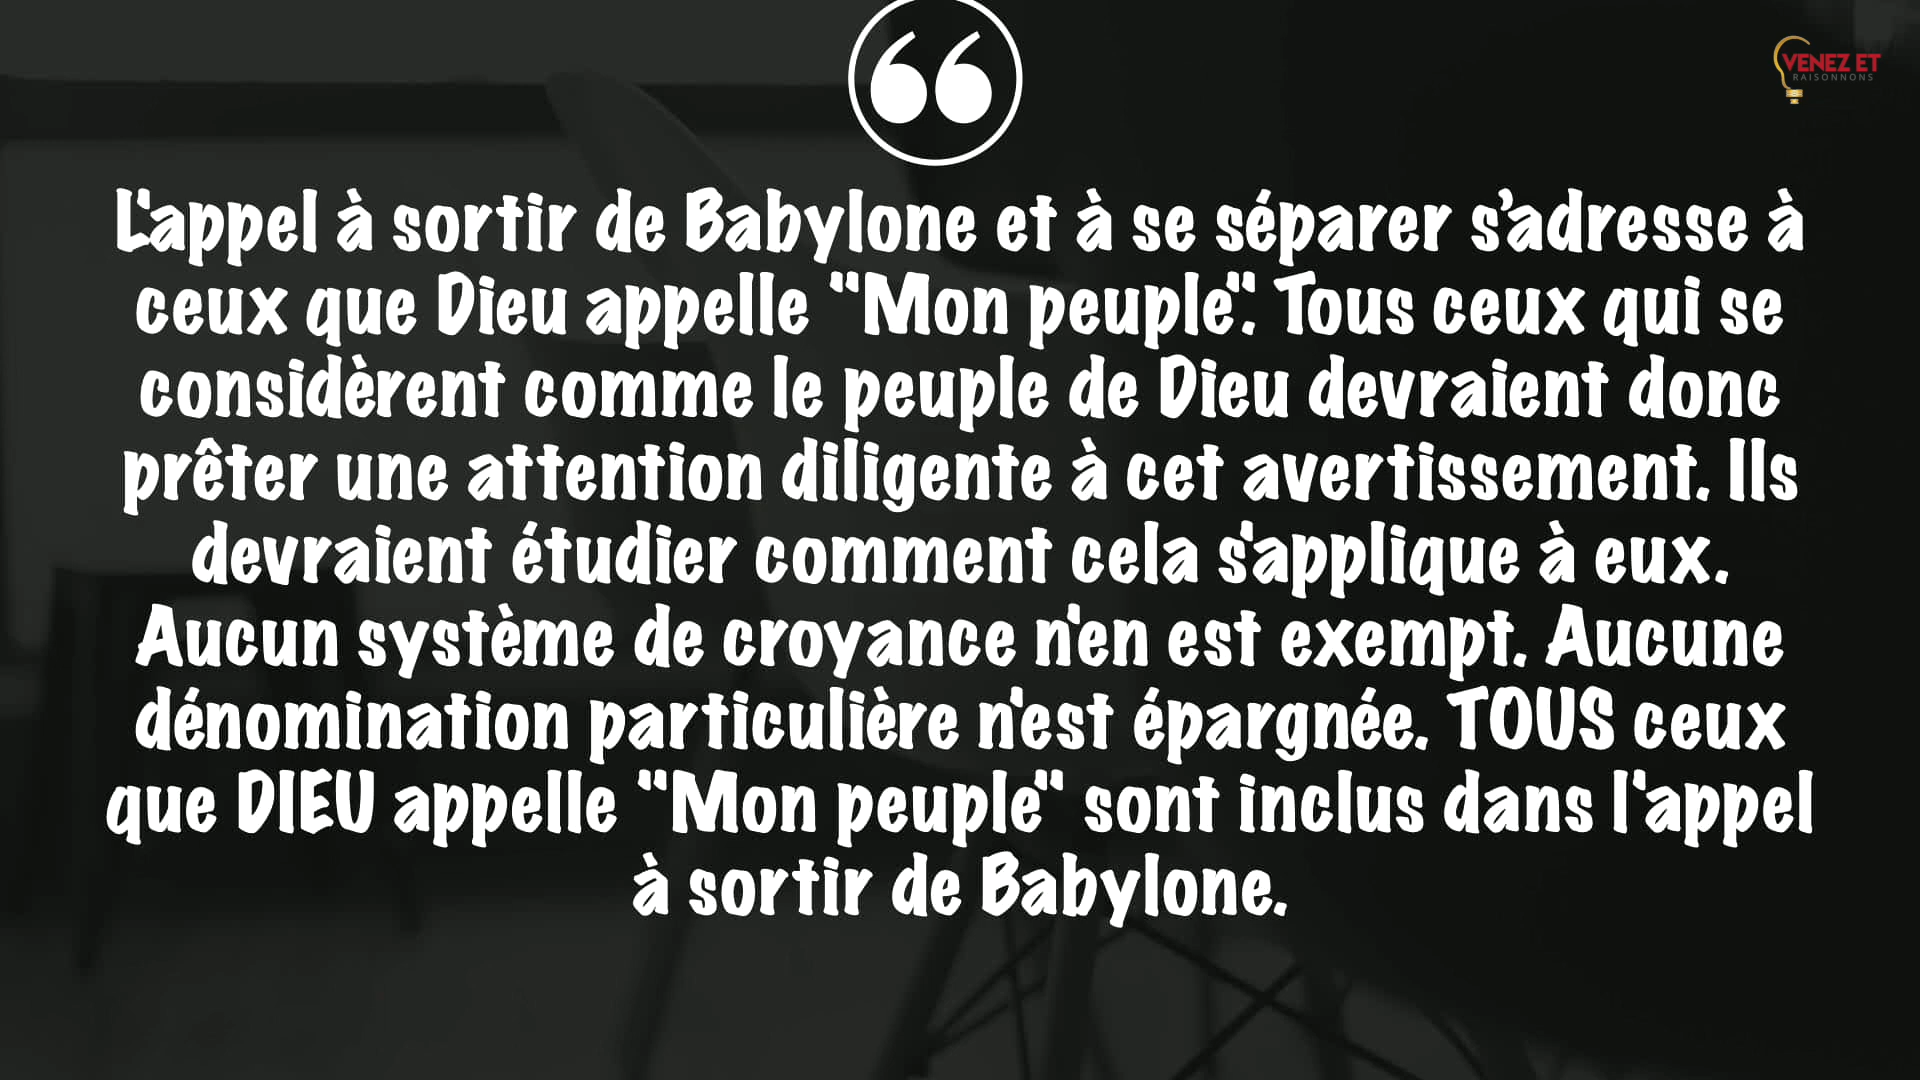 VENEZ ET
RAISONNONS
L'appel à sortir de Babylone et à se séparer s’adresse à
ceux que Dieu appelle "Mon peuple". Tous ceux qui se
considèrent comme le peuple de Dieu devraient donc
prêter une attention diligente à cet avertissement. Ils
devraient étudier comment cela s'applique à eux.
Aucun système de croyance n'en est exempt. Aucune
dénomination particulière n'est épargnée. TOUS ceux
que DIEU appelle "Mon peuple" sont inclus dans l'appel
à sortir de Babylone.